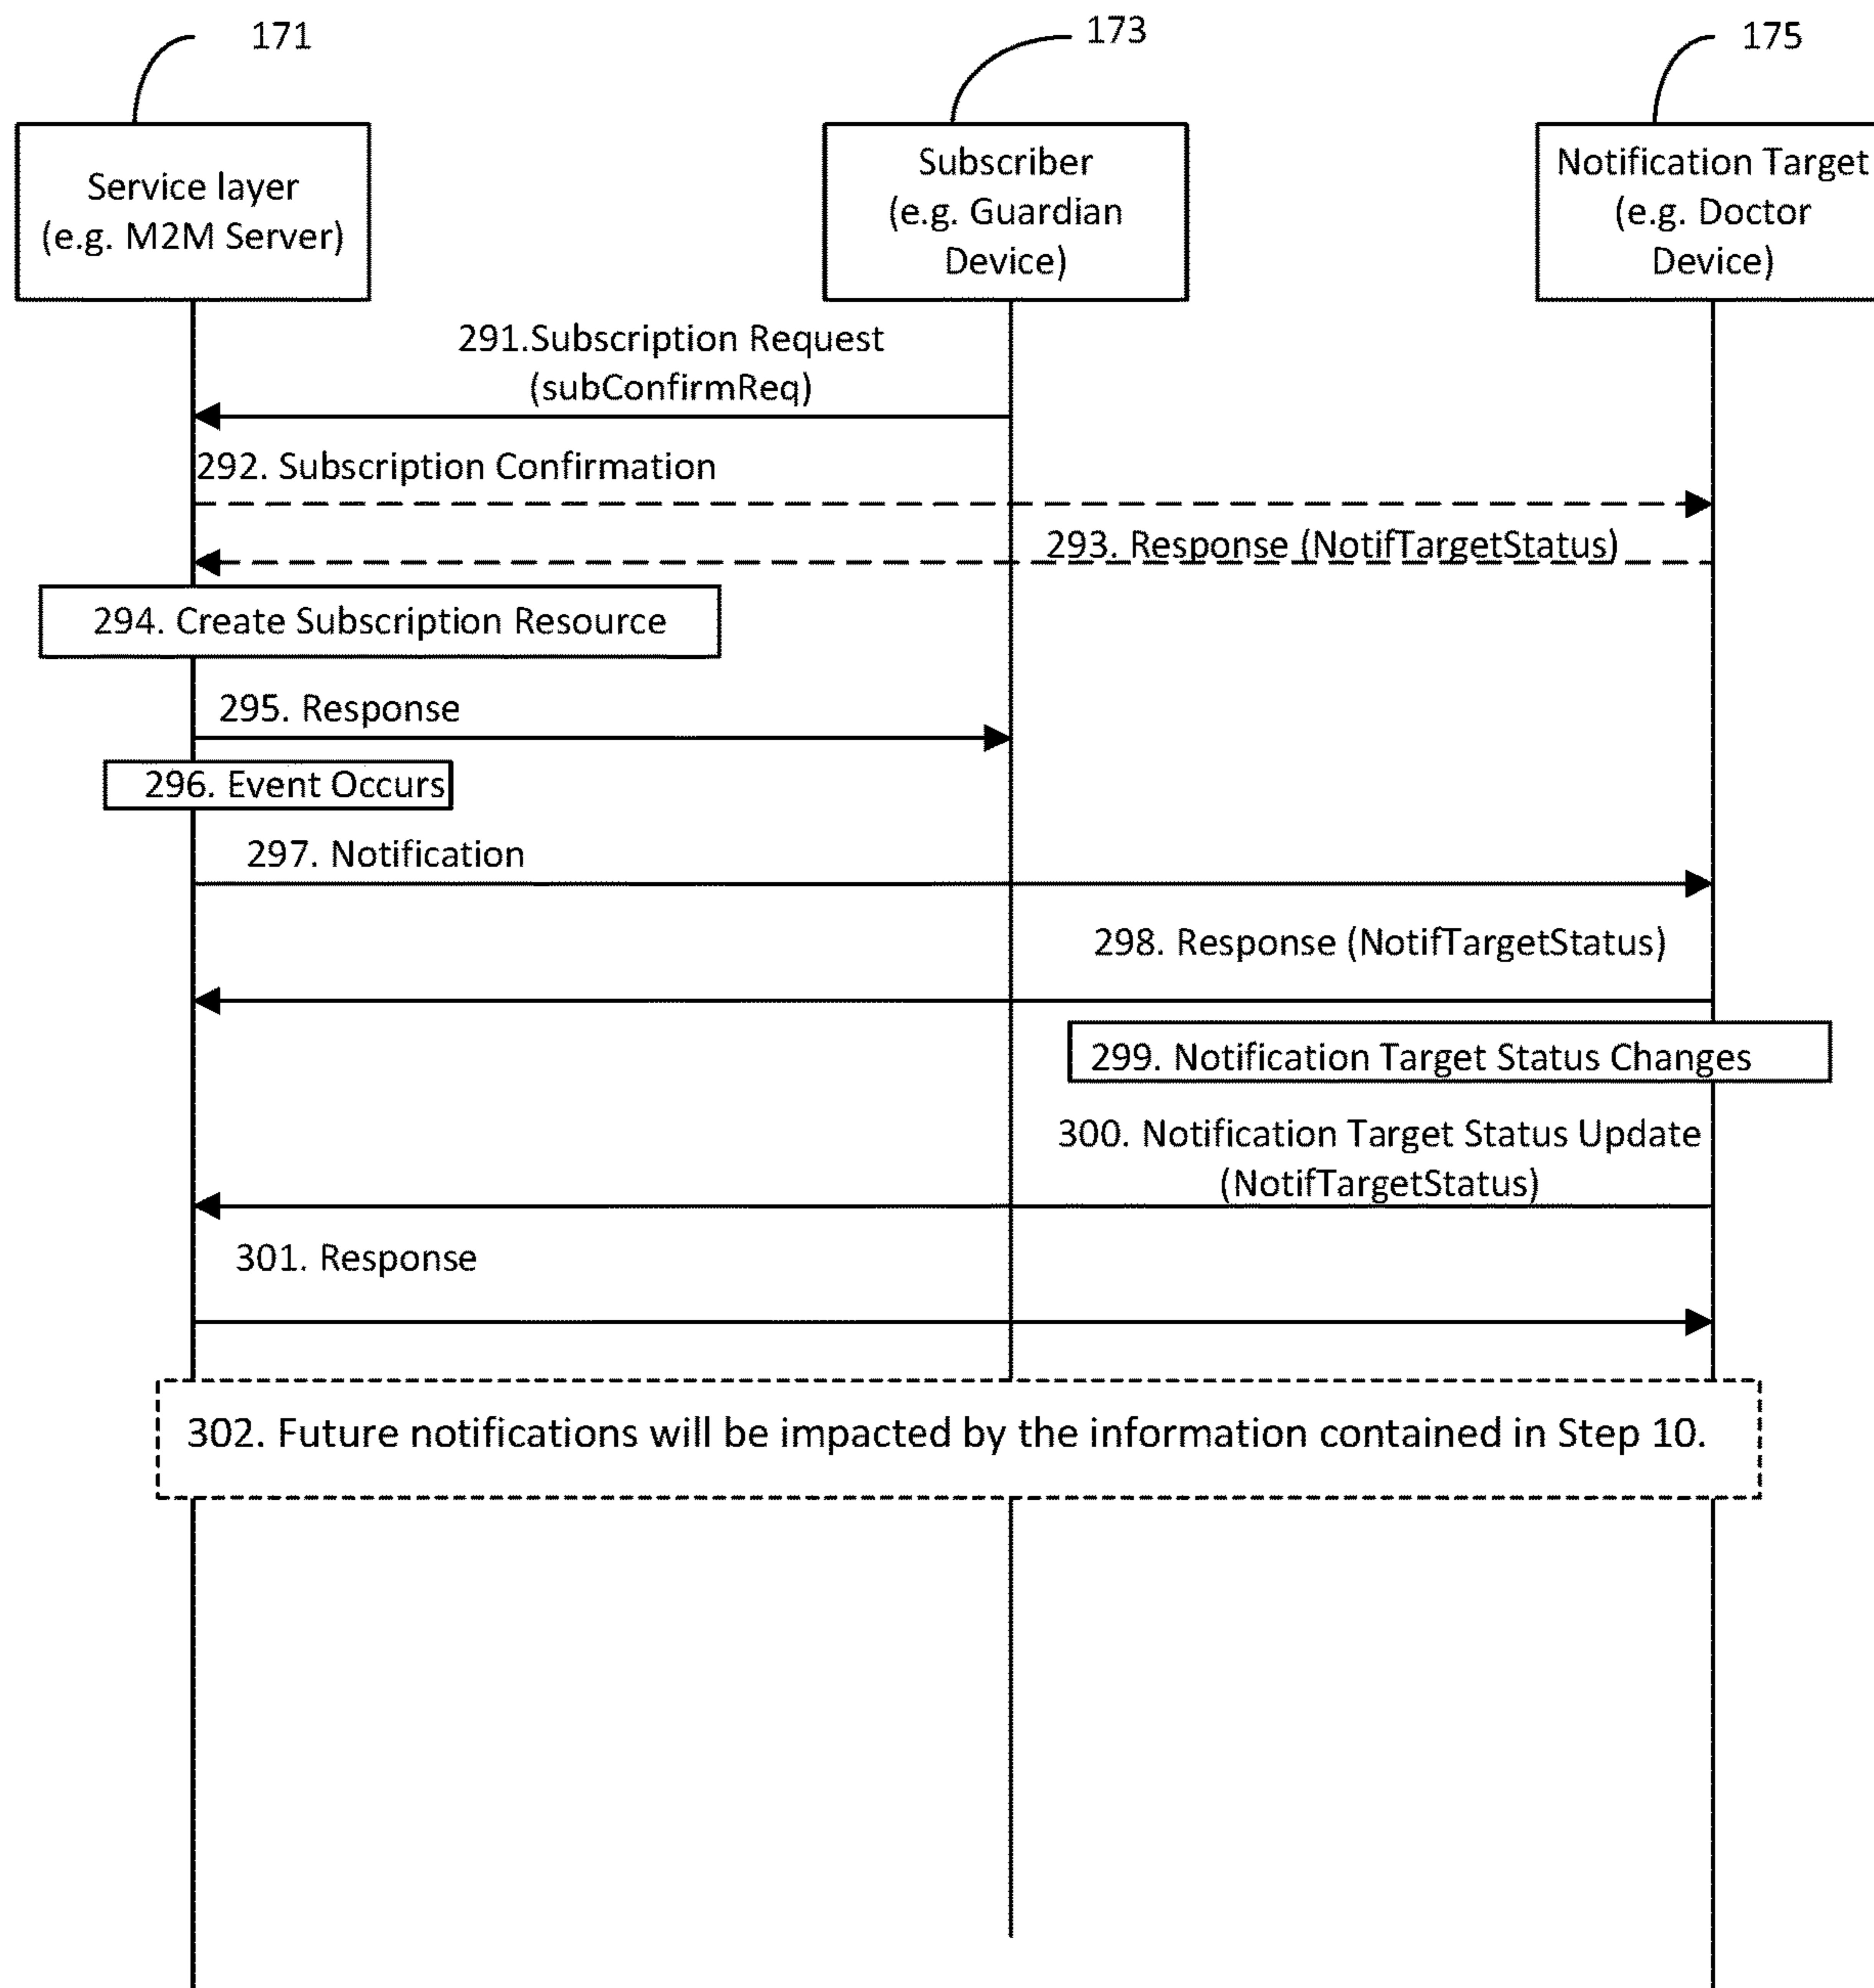 171
173
175
Service layer
(e.g. M2M Server)
Subscriber
(e.g. Guardian
Device)
Notification Target
(e.g. Doctor
Device)
291.Subscription Request
(subConfirmReq)
292. Subscription Confirmation
293. Response (NotifTargetStatus)
294. Create Subscription Resource
295. Response
296. Event Occurs
297. Notification
298. Response (NotifTargetStatus)
299. Notification Target Status Changes
300. Notification Target Status Update
(NotifTargetStatus)
301. Response
302. Future notifications will be impacted by the information contained in Step 10.